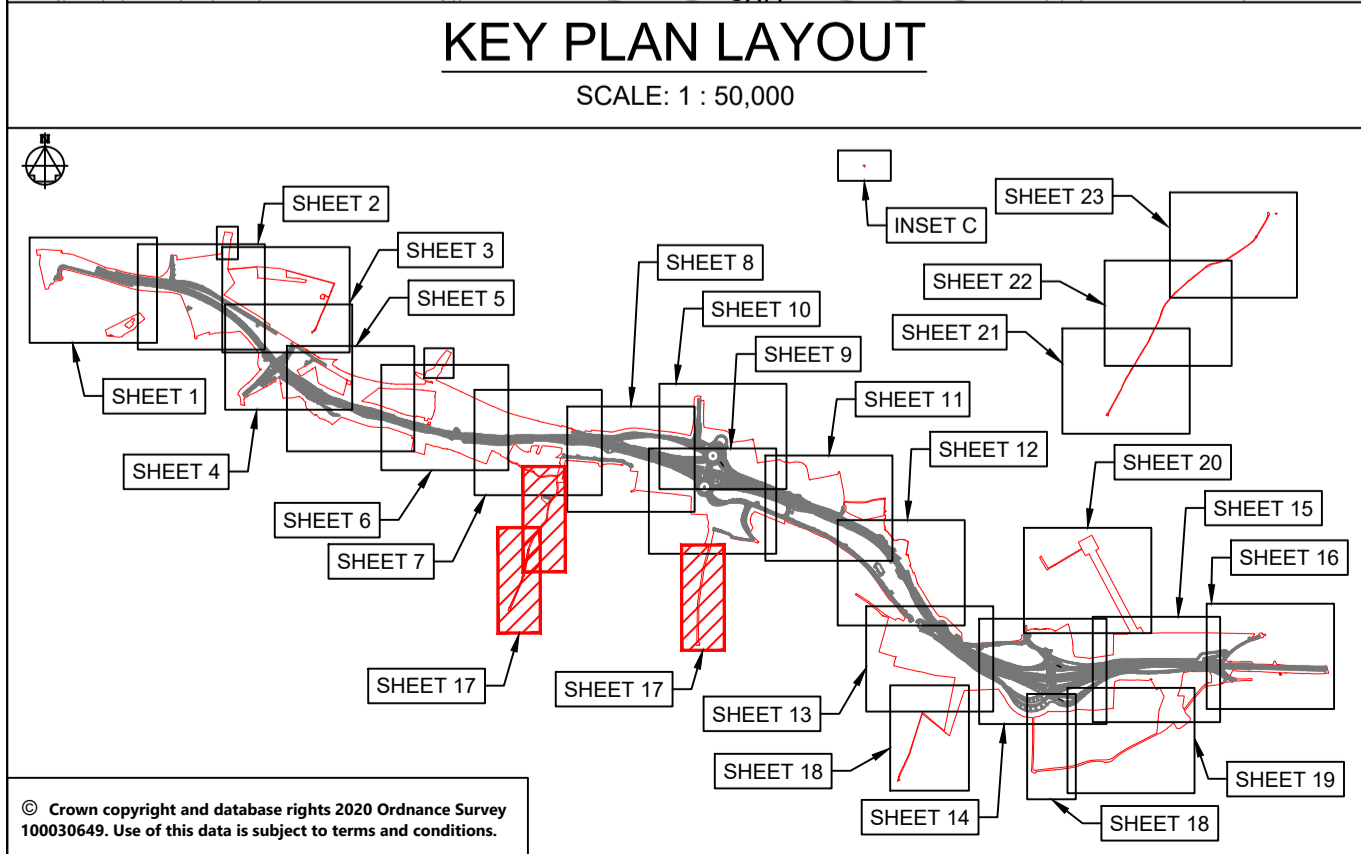 KEY PLAN LAYOUT
SCALE: 1 : 50,000
N
SHEET 2
SHEET 3
SHEET 5
SHEET 1
SHEET 4
SHEET 6
SHEET 7
SHEET 8
SHEET 10
SHEET 9
SHEET 11
SHEET 12
INSET C
SHEET 23
SHEET 22
SHEET 21
SHEET 20
SHEET 15
SHEET 16
SHEET 17
SHEET 17
SHEET 13
SHEET 18
SHEET 14
SHEET 18
SHEET 19
© Crown copyright and database rights 2020 Ordnance Survey
100030649. Use of this data is subject to terms and conditions.